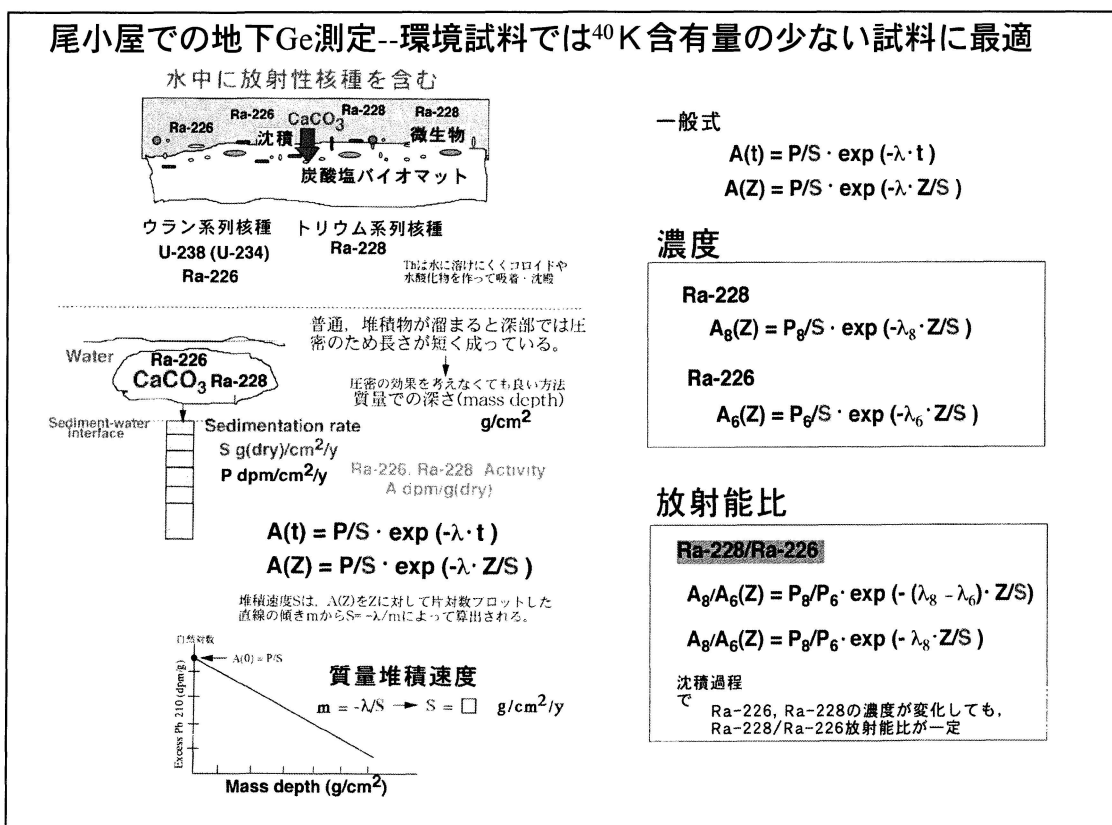 尾小屋での地下Ge測定--環境試料では⁴⁰K含有量の少ない試料に最適
水中に放射性核種を含む
Ra-226
Ra-226
CaCO₃
Ra-228
Ra-228
沈積
微生物
炭酸塩バイオマット
ウラン系列核種
U-238 (U-234)
Ra-226
トリウム系列核種
Ra-228
Thは水に溶けにくくコロイドや
水酸化物を作って吸着・沈殿
普通, 堆積物が溜まると深部では圧
密のため長さが短く成っている。
圧密の効果を考えなくても良い方法
質量での深さ(mass depth)
g/cm²
Water
Ra-226
CaCO₃ Ra-228
Sediment-water
interface
Sedimentation rate
S g(dry)/cm²/y
P dpm/cm²/y
Ra-226, Ra-228 Activity
A dpm/g(dry)
A(t) = P/S · exp (-λ· t )
A(Z) = P/S · exp (-λ· Z/S )
堆積速度Sは, A(Z)をZに対して片対数プロットした
直線の傾きmからS= -λ/mによって算出される。
自然対数
A(0) = P/S
Excess Pb 210 (dpm/g)
Mass depth (g/cm²)
質量堆積速度
m = -λ/S → S = □ g/cm²/y
一般式
A(t) = P/S · exp (-λ· t )
A(Z) = P/S · exp (-λ· Z/S )
濃度
Ra-228
A₈(Z) = P₈/S · exp (-λ₈ · Z/S )
Ra-226
A₆(Z) = P₆/S · exp (-λ₆ · Z/S )
放射能比
Ra-228/Ra-226
A₈/A₆(Z) = P₈/P₆· exp (- (λ₈ – λ₆)· Z/S)
A₈/A₆(Z) = P₈/P₆· exp (- λ₈ ·Z/S )
沈積過程
で
Ra-226, Ra-228の濃度が変化しても,
Ra-228/Ra-226放射能比が一定